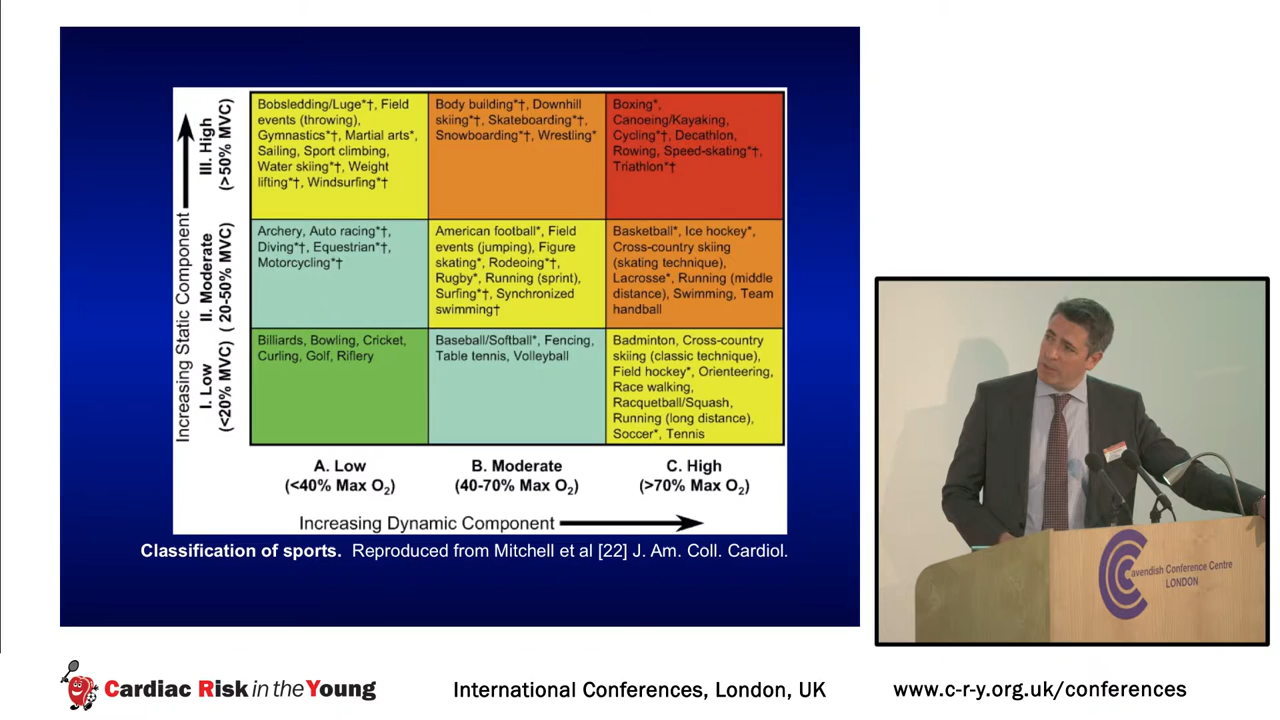 Increasing Static Component
III. High
(>50% MVC)
Bobsledding/Luge*†, Field
events (throwing),
Gymnastics*†, Martial arts*,
Sailing, Sport climbing,
Water skiing*†, Weight
lifting*†, Windsurfing*†
Body building*†, Downhill
skiing*†, Skateboarding*†,
Snowboarding*†, Wrestling*
Boxing*,
Canoeing/Kayaking,
Cycling*†, Decathlon,
Rowing, Speed-skating*†,
Triathlon*†
II. Moderate
( 20-50% MVC)
Archery, Auto racing*†,
Diving*†, Equestrian*†,
Motorcycling*†
American football*, Field
events (jumping), Figure
skating*, Rodeoing*†,
Rugby*, Running (sprint),
Surfing*†, Synchronized
swimming†
Basketball*, Ice hockey*,
Cross-country skiing
(skating technique),
Lacrosse*, Running (middle
distance), Swimming, Team
handball
I. Low
(<20% MVC)
Billiards, Bowling, Cricket,
Curling, Golf, Riflery
Baseball/Softball*, Fencing,
Table tennis, Volleyball
Badminton, Cross-country
skiing (classic technique),
Field hockey*, Orienteering,
Race walking,
Racquetball/Squash,
Running (long distance),
Soccer*, Tennis
A. Low
(<40% Max O₂)
B. Moderate
(40-70% Max O₂)
C. High
(>70% Max O₂)
Increasing Dynamic Component
Classification of sports. Reproduced from Mitchell et al [22] J. Am. Coll. Cardiol.
avendish Conference Centre
LONDON
Cardiac Risk in the Young
International Conferences, London, UK
www.c-r-y.org.uk/conferences